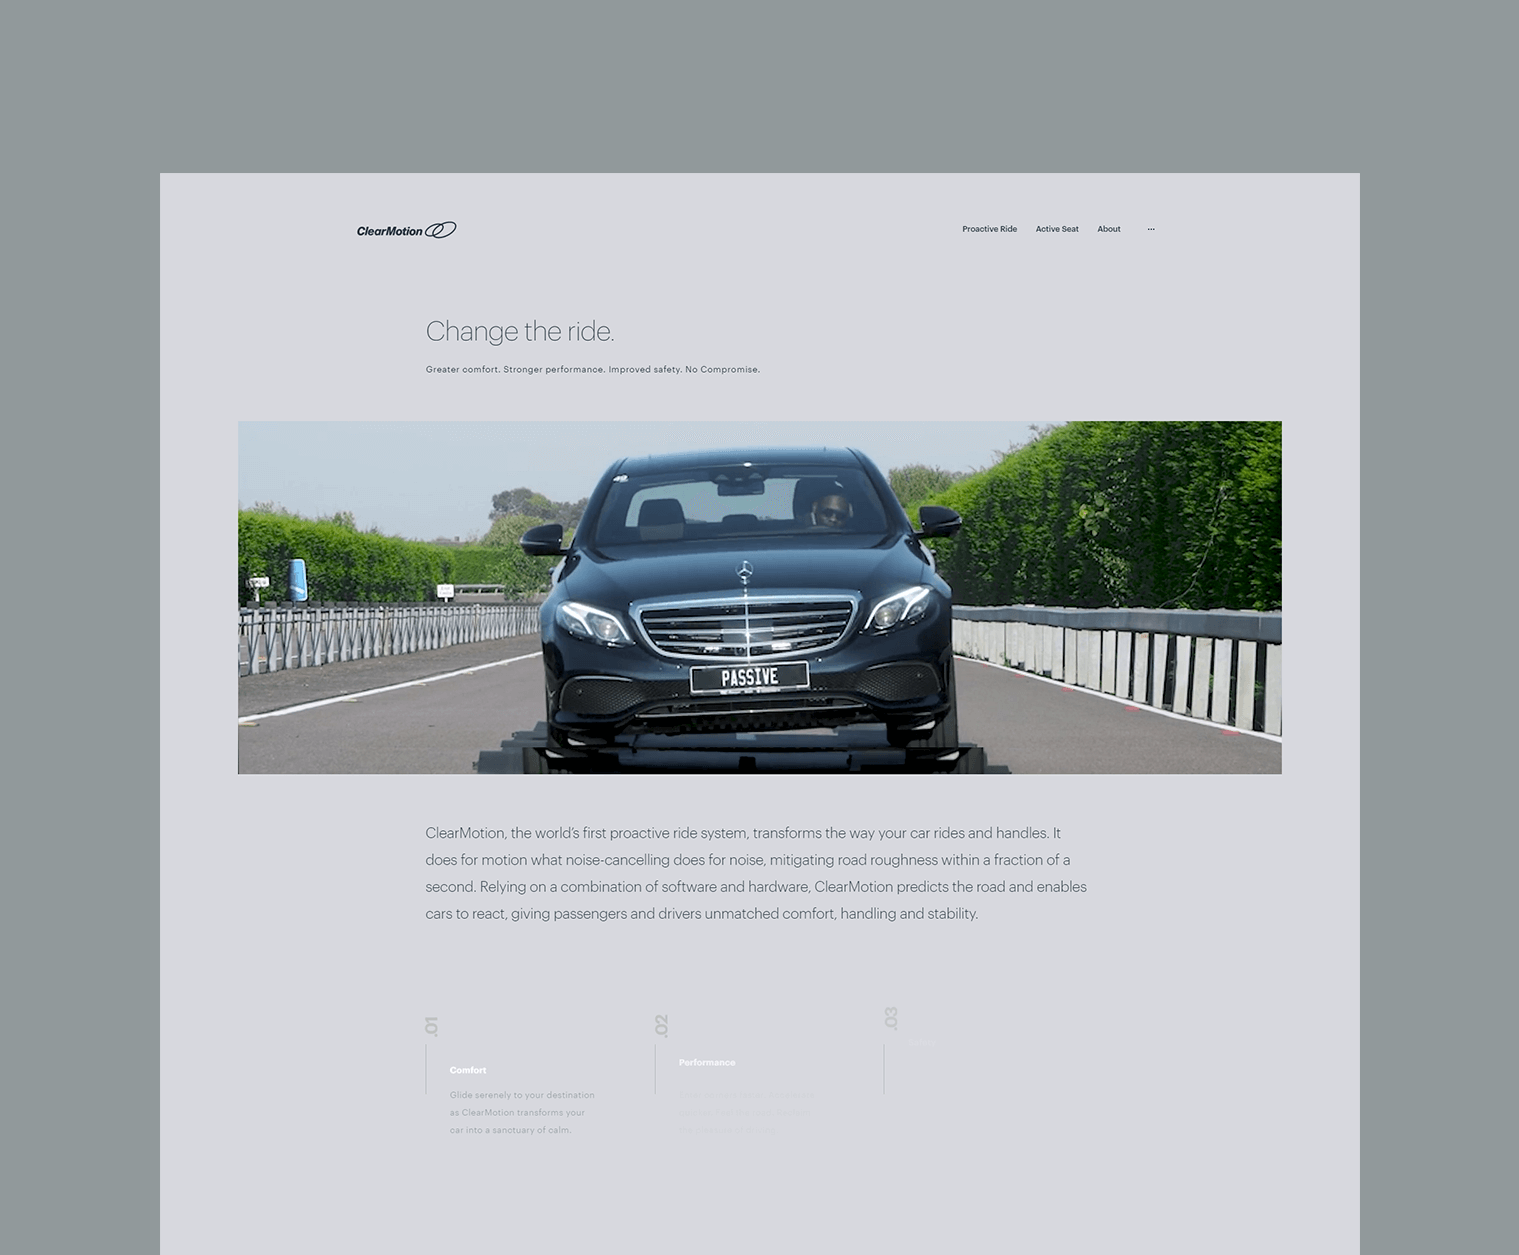 ClearMotion
Proactive Ride Active Seat About ...
Change the ride.
Greater comfort. Stronger performance. Improved safety. No Compromise.
PASSIVE
ClearMotion, the world’s first proactive ride system, transforms the way your car rides and handles. It
does for motion what noise-cancelling does for noise, mitigating road roughness within a fraction of a
second. Relying on a combination of software and hardware, ClearMotion predicts the road and enables
cars to react, giving passengers and drivers unmatched comfort, handling and stability.
.01
Comfort
Glide serenely to your destination
as ClearMotion transforms your
car into a sanctuary of calm.
.02
Performance
.03